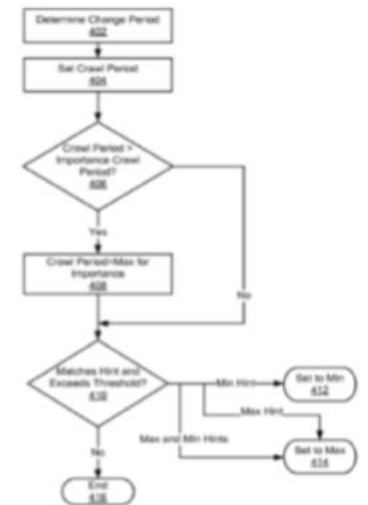 Determine Change Period
402
Set Crawl Period
404
Crawl Period >
Importance Crawl
Period?
406
Yes
Crawl Period=Max for
Importance
408
No
Matches Hint and
Exceeds Threshold?
410
Min Hint
Set to Min
412
Max Hint
Max and Min Hints
Set to Max
414
No
End
416